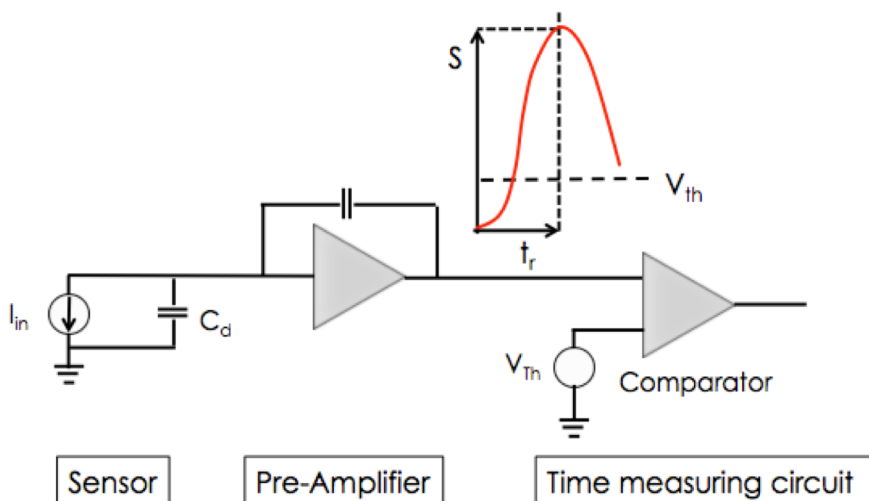 S
V_th
t_r
I_in
C_d
V_Th
Comparator
Sensor
Pre-Amplifier
Time measuring circuit